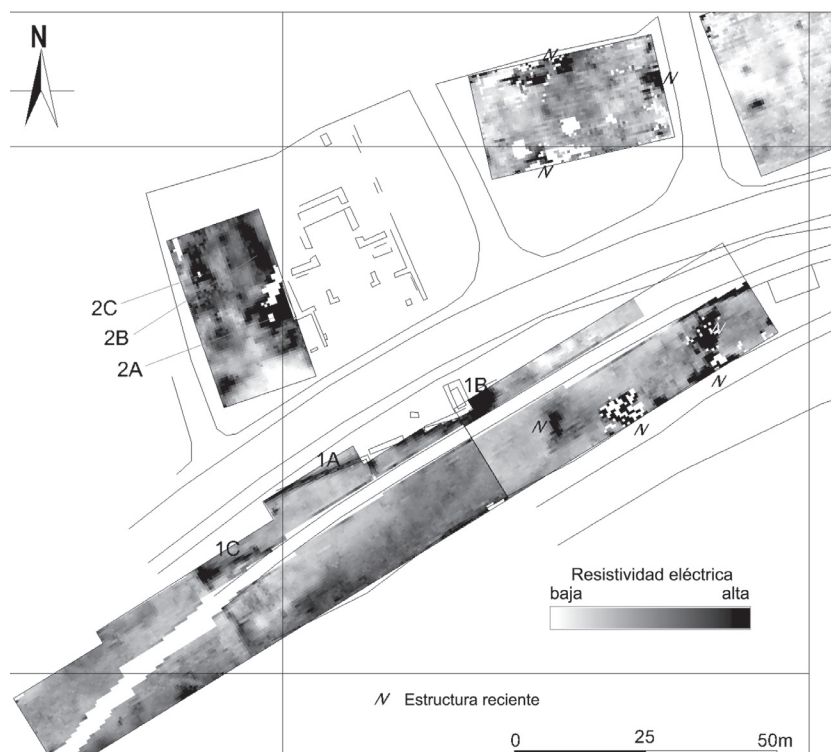 N
N
N
N
2C
2B
2A
1B
N
N
N
N
1A
1C
Resistividad eléctrica
baja alta
N Estructura reciente
0 25 50m